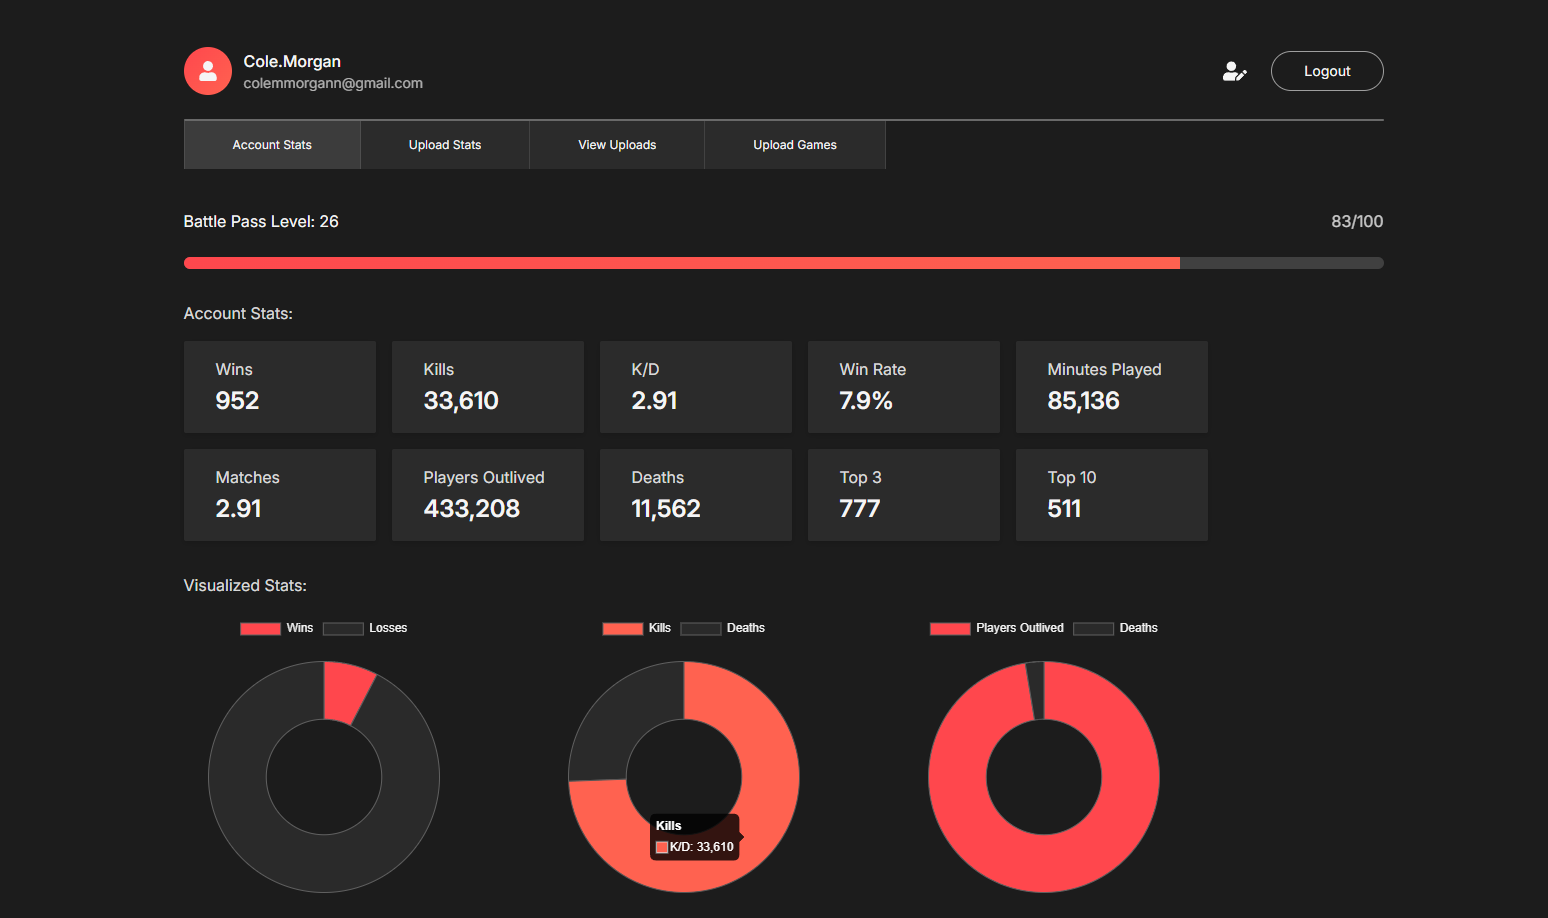 Cole.Morgan
colemmorgann@gmail.com
Logout
Account Stats
Upload Stats
View Uploads
Upload Games
Battle Pass Level: 26
83/100
Account Stats:
Wins
952
Kills
33,610
K/D
2.91
Win Rate
7.9%
Minutes Played
85,136
Matches
2.91
Players Outlived
433,208
Deaths
11,562
Top 3
777
Top 10
511
Visualized Stats:
Wins
Losses
Kills
Deaths
Players Outlived
Deaths
Kills
K/D: 33,610